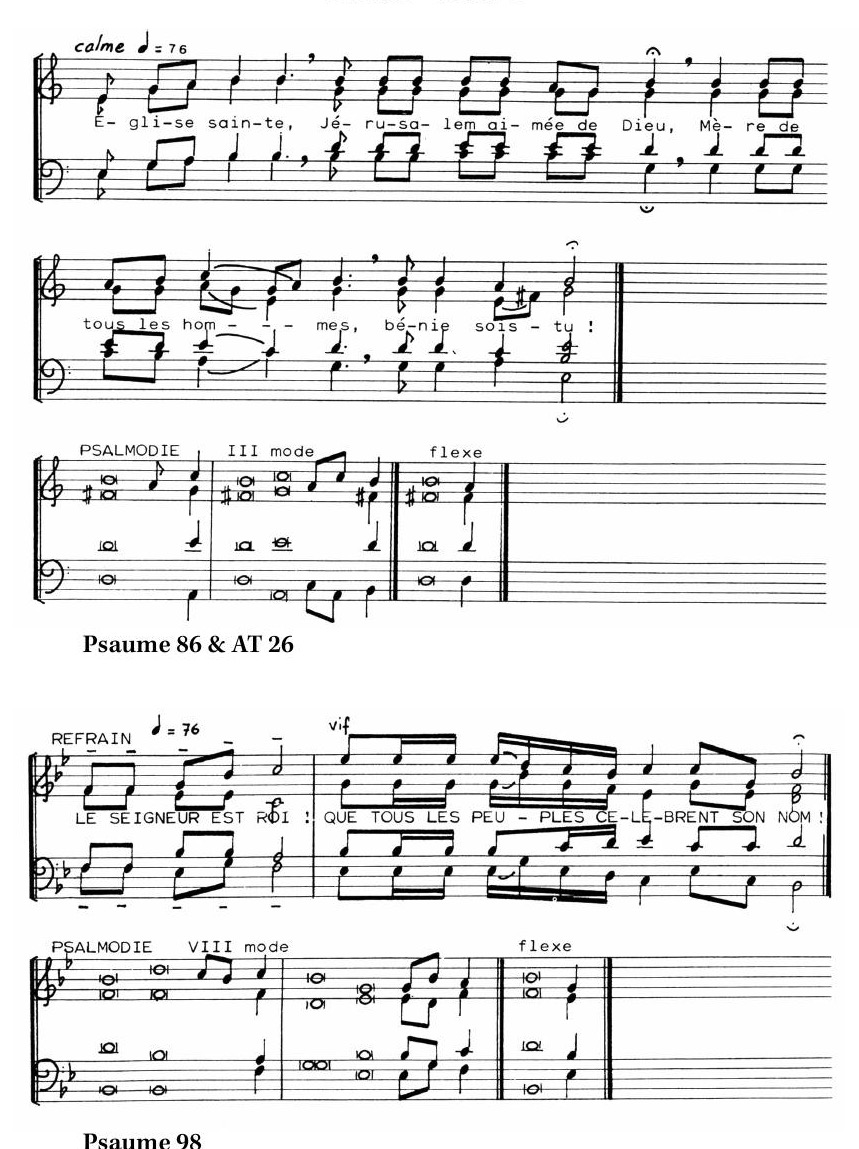 calme = 76
É- gli-se sain-te, Jé- ru-sa- lem ai-mée de Dieu, Mè- re de
tous les hom - - - mes, bé-nie sois - tu !
PSALMODIE III mode flexe
Psaume 86 & AT 26
REFRAIN = 76 vif
LE SEIGNEUR EST ROI ! QUE TOUS LES PEU - PLES CE-LE-BRENT SON NOM !
PSALMODIE VIII mode flexe
Psaume 98